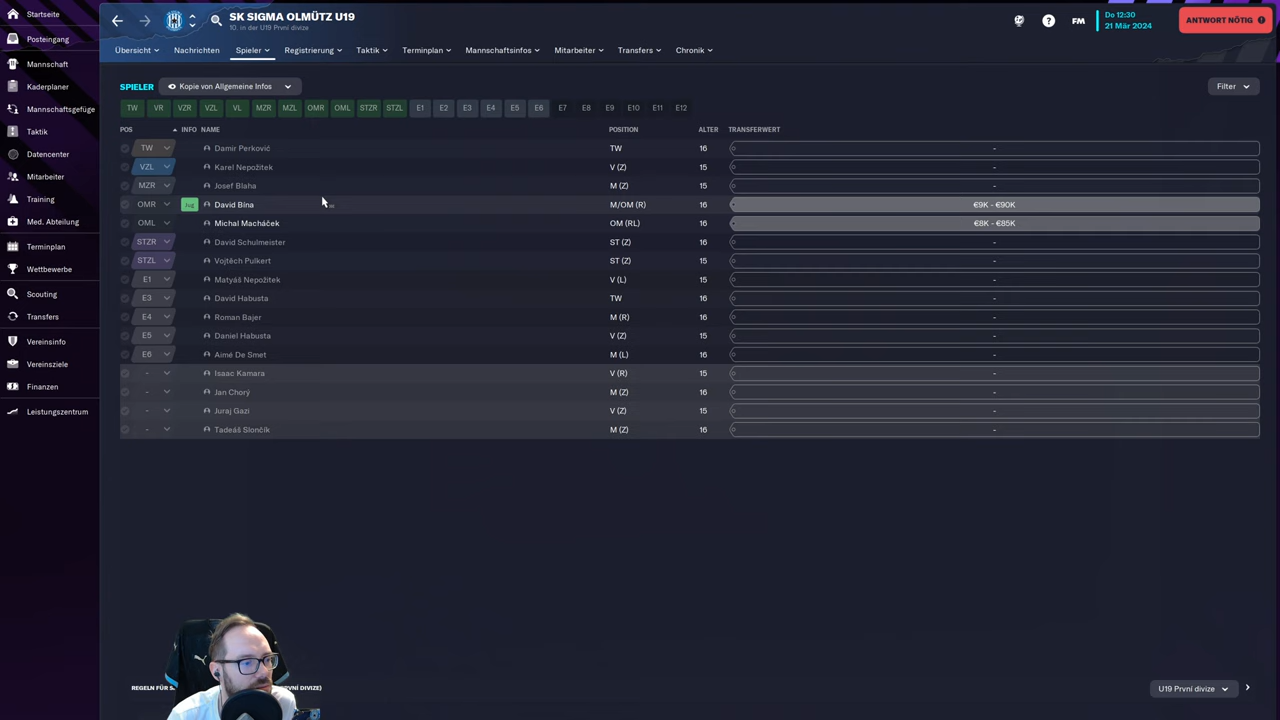 Startseite
Posteingang
Mannschaft
Kaderplaner
Mannschaftsgefüge
Taktik
Datencenter
Mitarbeiter
Training
Med. Abteilung
Terminplan
Wettbewerbe
Scouting
Transfers
Vereinsinfo
Vereinsziele
Finanzen
Leistungszentrum
SK SIGMA OLMÜTZ U19
10. in der U19 První divize
FM
Do 12:30
21 Mär 2024
ANTWORT NÖTIG
Übersicht Nachrichten Spieler Registrierung Taktik Terminplan Mannschaftsinfos Mitarbeiter Transfers Chronik
SPIELER Kopie von Allgemeine Infos Filter
TW VR VZR VZL VL MZR MZL OMR OML STZR STZL E1 E2 E3 E4 E5 E6 E7 E8 E9 E10 E11 E12
POS INFO NAME POSITION ALTER TRANSFERWERT
TW Damir Perković TW 16 -
VZL Karel Nepožitek V (Z) 15 -
MZR Josef Blaha M (Z) 15 -
OMR Jug David Bína M/OM (R) 16 €9K - €90K
OML Michal Macháček OM (RL) 16 €8K - €85K
STZR David Schulmeister ST (Z) 16 -
STZL Vojtěch Pulkert ST (Z) 15 -
E1 Matyáš Nepožitek V (L) 15 -
E3 David Habusta TW 16 -
E4 Roman Bajer M (R) 16 -
E5 Daniel Habusta V (Z) 15 -
E6 Aimé De Smet M (L) 16 -
- Isaac Kamara V (R) 15 -
- Jan Chorý M (Z) 16 -
- Juraj Gazi V (Z) 15 -
- Tadeáš Slončík M (Z) 16 -
REGELN FÜR S
VNÍ DIVIZE)
U19 První divize